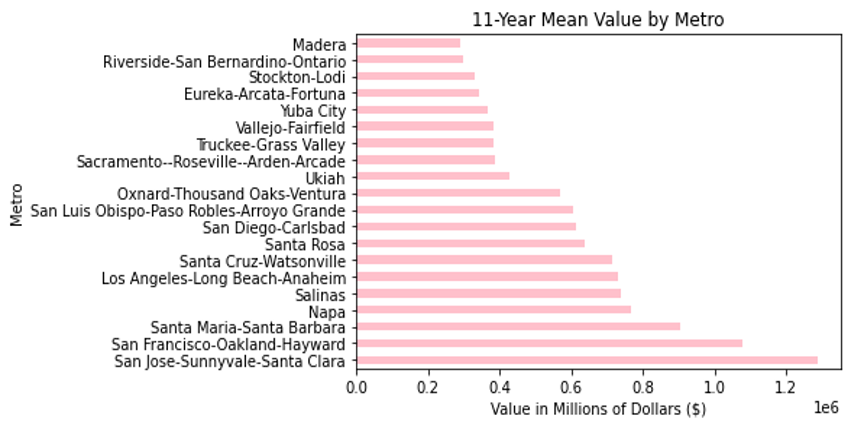 11-Year Mean Value by Metro
Metro
Madera
Riverside-San Bernardino-Ontario
Stockton-Lodi
Eureka-Arcata-Fortuna
Yuba City
Vallejo-Fairfield
Truckee-Grass Valley
Sacramento--Roseville--Arden-Arcade
Ukiah
Oxnard-Thousand Oaks-Ventura
San Luis Obispo-Paso Robles-Arroyo Grande
San Diego-Carlsbad
Santa Rosa
Santa Cruz-Watsonville
Los Angeles-Long Beach-Anaheim
Salinas
Napa
Santa Maria-Santa Barbara
San Francisco-Oakland-Hayward
San Jose-Sunnyvale-Santa Clara
0.0 0.2 0.4 0.6 0.8 1.0 1.2
1e6
Value in Millions of Dollars ($)